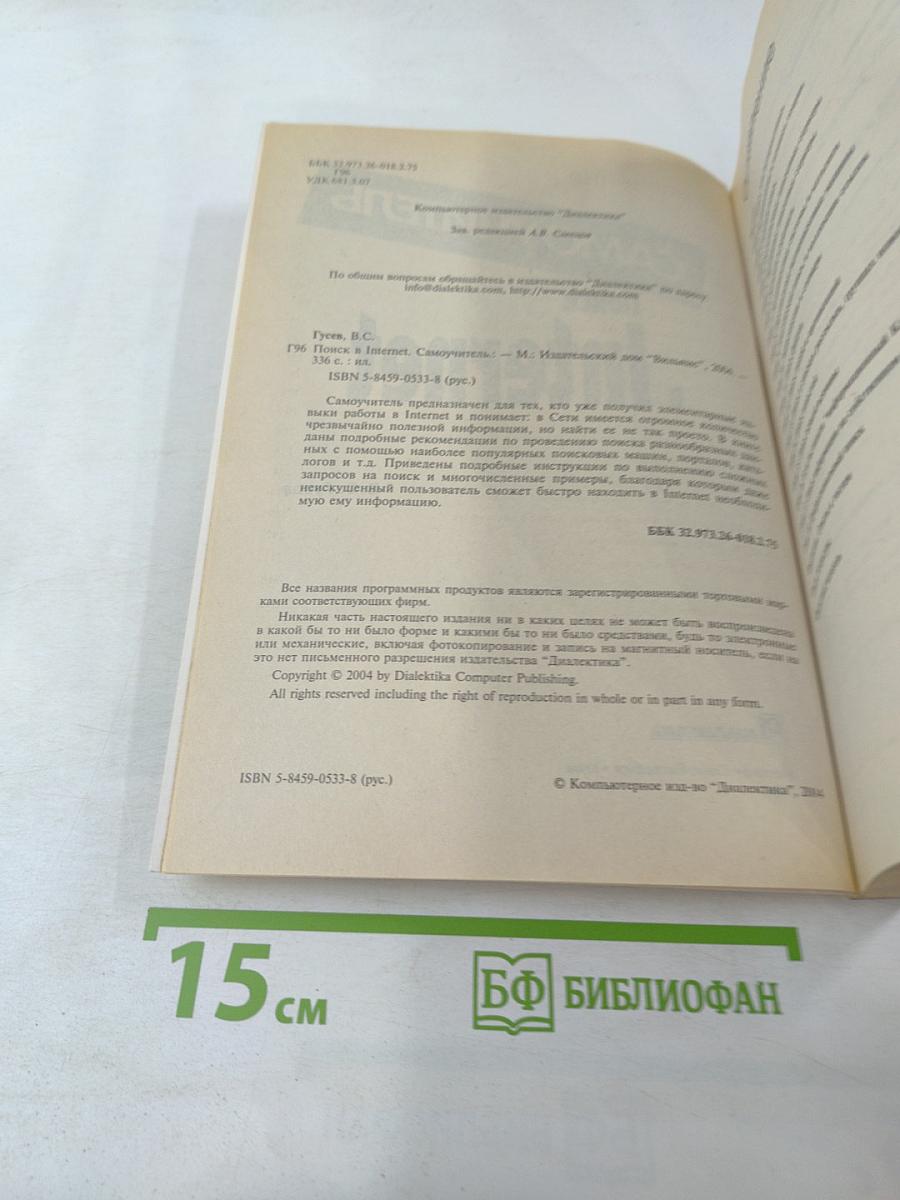 ББК 32.973.26-018.2.75
Г96
УДК 681.3.07
Компьютерное издательство "Диалектика"
Зав. редакцией А.В. Слепцов
По общим вопросам обращайтесь в издательство "Диалектика" по адресу
info@dialektika.com, http://www.dialektika.com
Гусев, В.С.
Г96 Поиск в Internet. Самоучитель.: — М.: Издательский дом "Вильямс", 2004. —
336 с. : ил.
ISBN 5-8459-0533-8 (рус.)
Самоучитель предназначен для тех, кто уже получил элементарные на-
выки работы в Internet и понимает: в Сети имеется огромное количество
чрезвычайно полезной информации, но найти ее не так просто. В книге
даны подробные рекомендации по проведению поиска разнообразных дан-
ных с помощью наиболее популярных поисковых машин, порталов, ката-
логов и т.д. Приведены подробные инструкции по выполнению сложных
запросов на поиск и многочисленные примеры, благодаря которым даже
неискушенный пользователь сможет быстро находить в Internet необходи-
мую ему информацию.
ББК 32.973.26-018.2.75
Все названия программных продуктов являются зарегистрированными торговыми мар-
ками соответствующих фирм.
Никакая часть настоящего издания ни в каких целях не может быть воспроизведена
в какой бы то ни было форме и какими бы то ни было средствами, будь то электронные
или механические, включая фотокопирование и запись на магнитный носитель, если на
это нет письменного разрешения издательства "Диалектика".
Copyright © 2004 by Dialektika Computer Publishing.
All rights reserved including the right of reproduction in whole or in part in any form.
ISBN 5-8459-0533-8 (рус.)
© Компьютерное изд-во "Диалектика", 2004
15 см
БФ БИБЛИОФАН